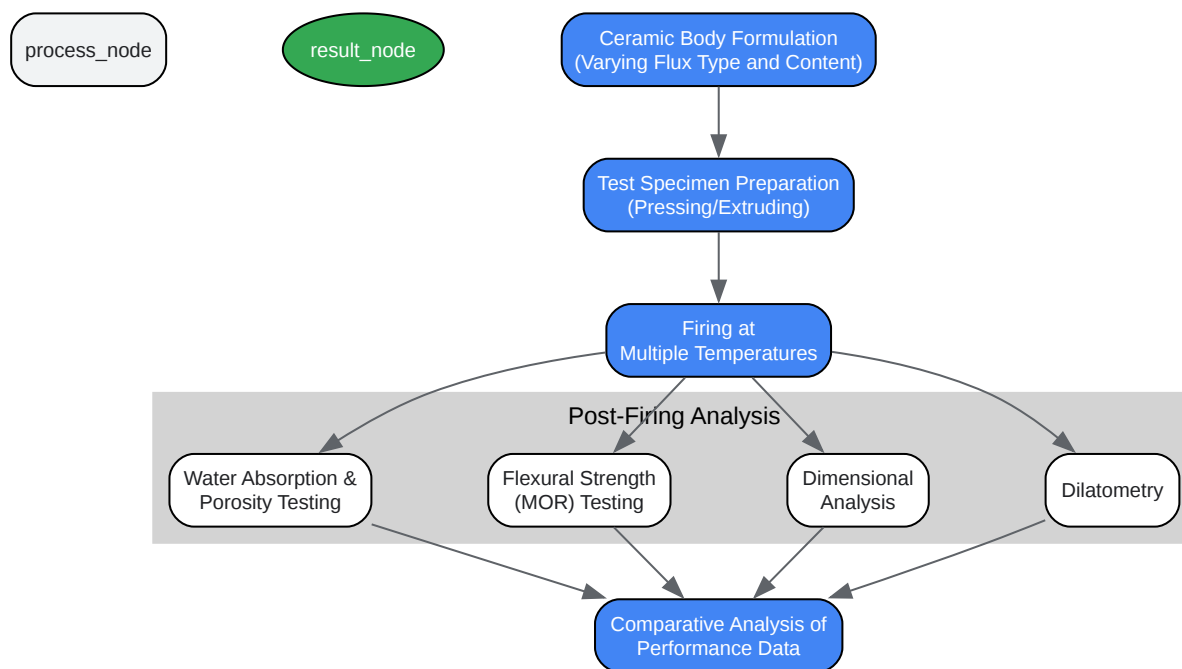 process_node
result_node
Ceramic Body Formulation
(Varying Flux Type and Content)
Test Specimen Preparation
(Pressing/Extruding)
Firing at
Multiple Temperatures
Post-Firing Analysis
Water Absorption &
Porosity Testing
Flexural Strength
(MOR) Testing
Dimensional
Analysis
Dilatometry
Comparative Analysis of
Performance Data